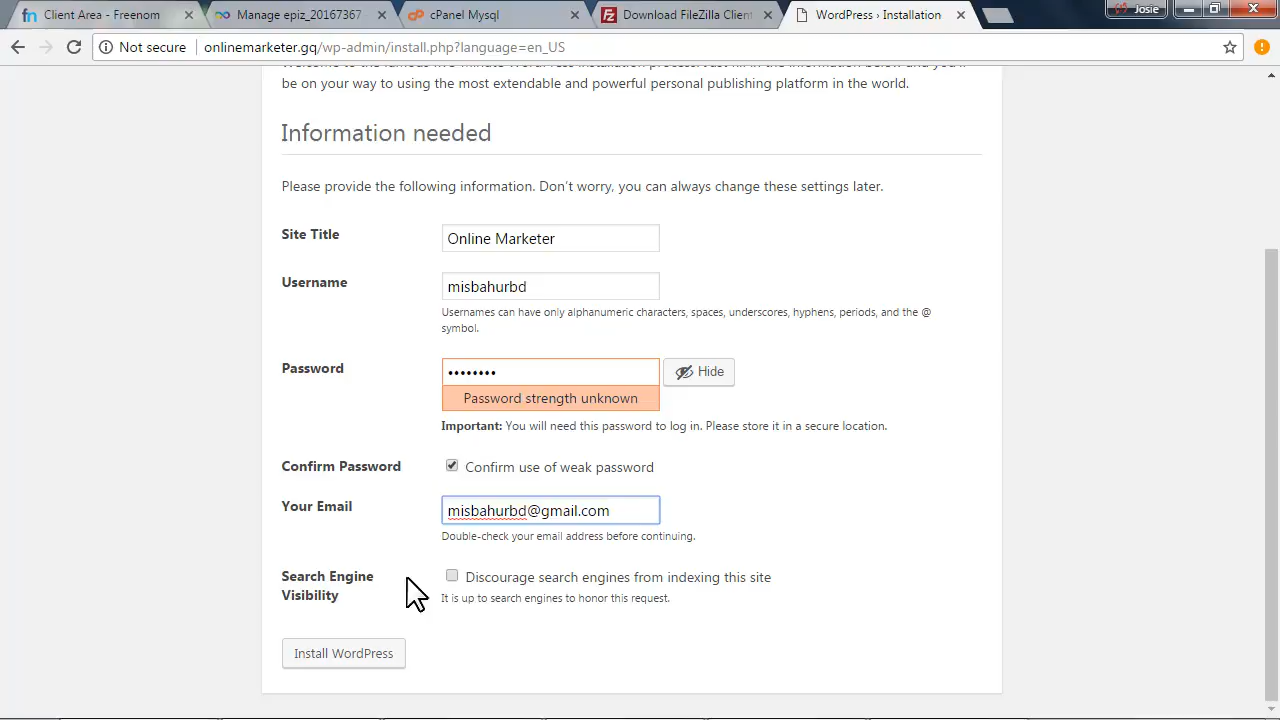 Client Area - Freenom
Manage epiz_20167367
cPanel Mysql
Download FileZilla Client
WordPress › Installation
Josie
Not secure
onlinemarketer.gq/wp-admin/install.php?language=en_US
be on your way to using the most extendable and powerful personal publishing platform in the world.
Information needed
Please provide the following information. Don’t worry, you can always change these settings later.
Site Title
Online Marketer
Username
misbahurbd
Usernames can have only alphanumeric characters, spaces, underscores, hyphens, periods, and the @
symbol.
Password
••••••••
Hide
Password strength unknown
Important: You will need this password to log in. Please store it in a secure location.
Confirm Password
Confirm use of weak password
Your Email
misbahurbd@gmail.com
Double-check your email address before continuing.
Search Engine
Visibility
Discourage search engines from indexing this site
It is up to search engines to honor this request.
Install WordPress